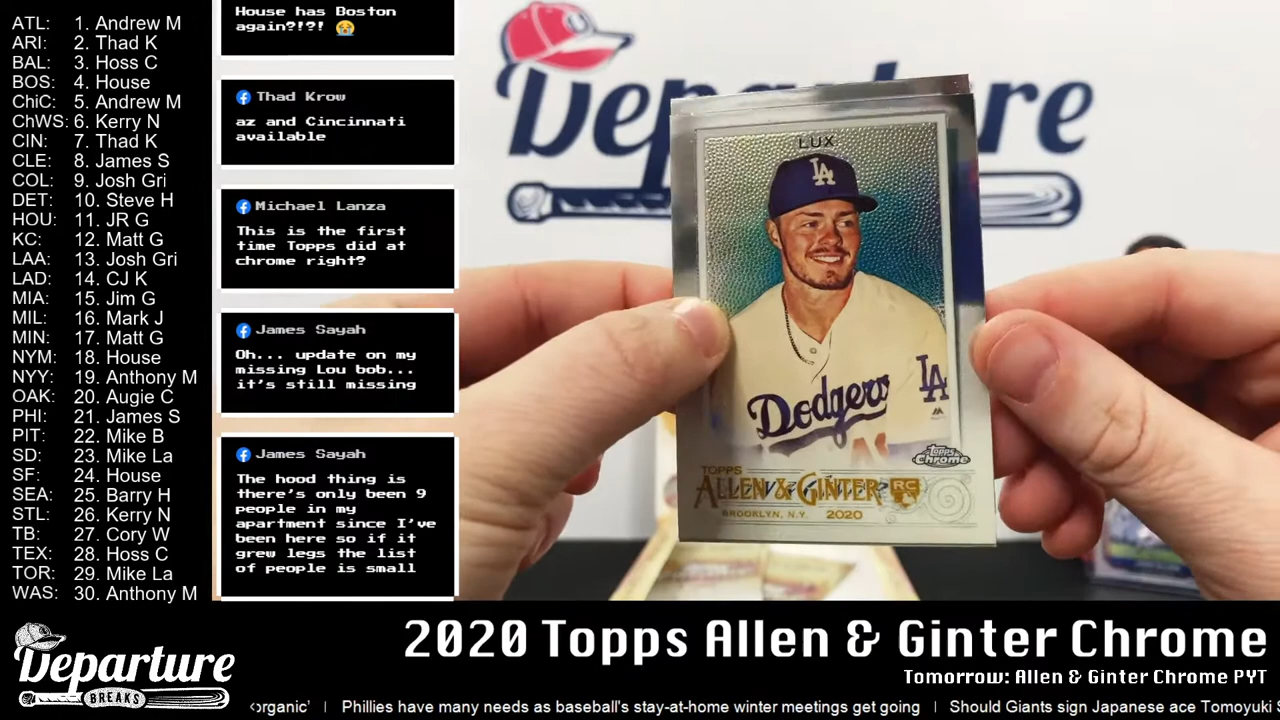 ATL: 1. Andrew M
ARI: 2. Thad K
BAL: 3. Hoss C
BOS: 4. House
ChiC: 5. Andrew M
ChWS: 6. Kerry N
CIN: 7. Thad K
CLE: 8. James S
COL: 9. Josh Gri
DET: 10. Steve H
HOU: 11. JR G
KC: 12. Matt G
LAA: 13. Josh Gri
LAD: 14. CJ K
MIA: 15. Jim G
MIL: 16. Mark J
MIN: 17. Matt G
NYM: 18. House
NYY: 19. Anthony M
OAK: 20. Augie C
PHI: 21. James S
PIT: 22. Mike B
SD: 23. Mike La
SF: 24. House
SEA: 25. Barry H
STL: 26. Kerry N
TB: 27. Cory W
TEX: 28. Hoss C
TOR: 29. Mike La
WAS: 30. Anthony M
House has Boston
again?!?! 😭
Thad Krow
az and Cincinnati
available
Michael Lanza
This is the first
time Topps did at
chrome right?
James Sayah
Oh... update on my
missing Lou bob...
it's still missing
James Sayah
The hood thing is
there's only been 9
people in my
apartment since I've
been here so if it
grew legs the list
of people is small
Departure
LUX
LA
Dodgers
LA
Topps
Chrome
TOPPS
ALLEN & GINTER RC
BROOKLYN, N.Y. 2020
Departure
BREAKS
2020 Topps Allen & Ginter Chrome
Tomorrow: Allen & Ginter Chrome PYT
organic' | Phillies have many needs as baseball's stay-at-home winter meetings get going | Should Giants sign Japanese ace Tomoyuki